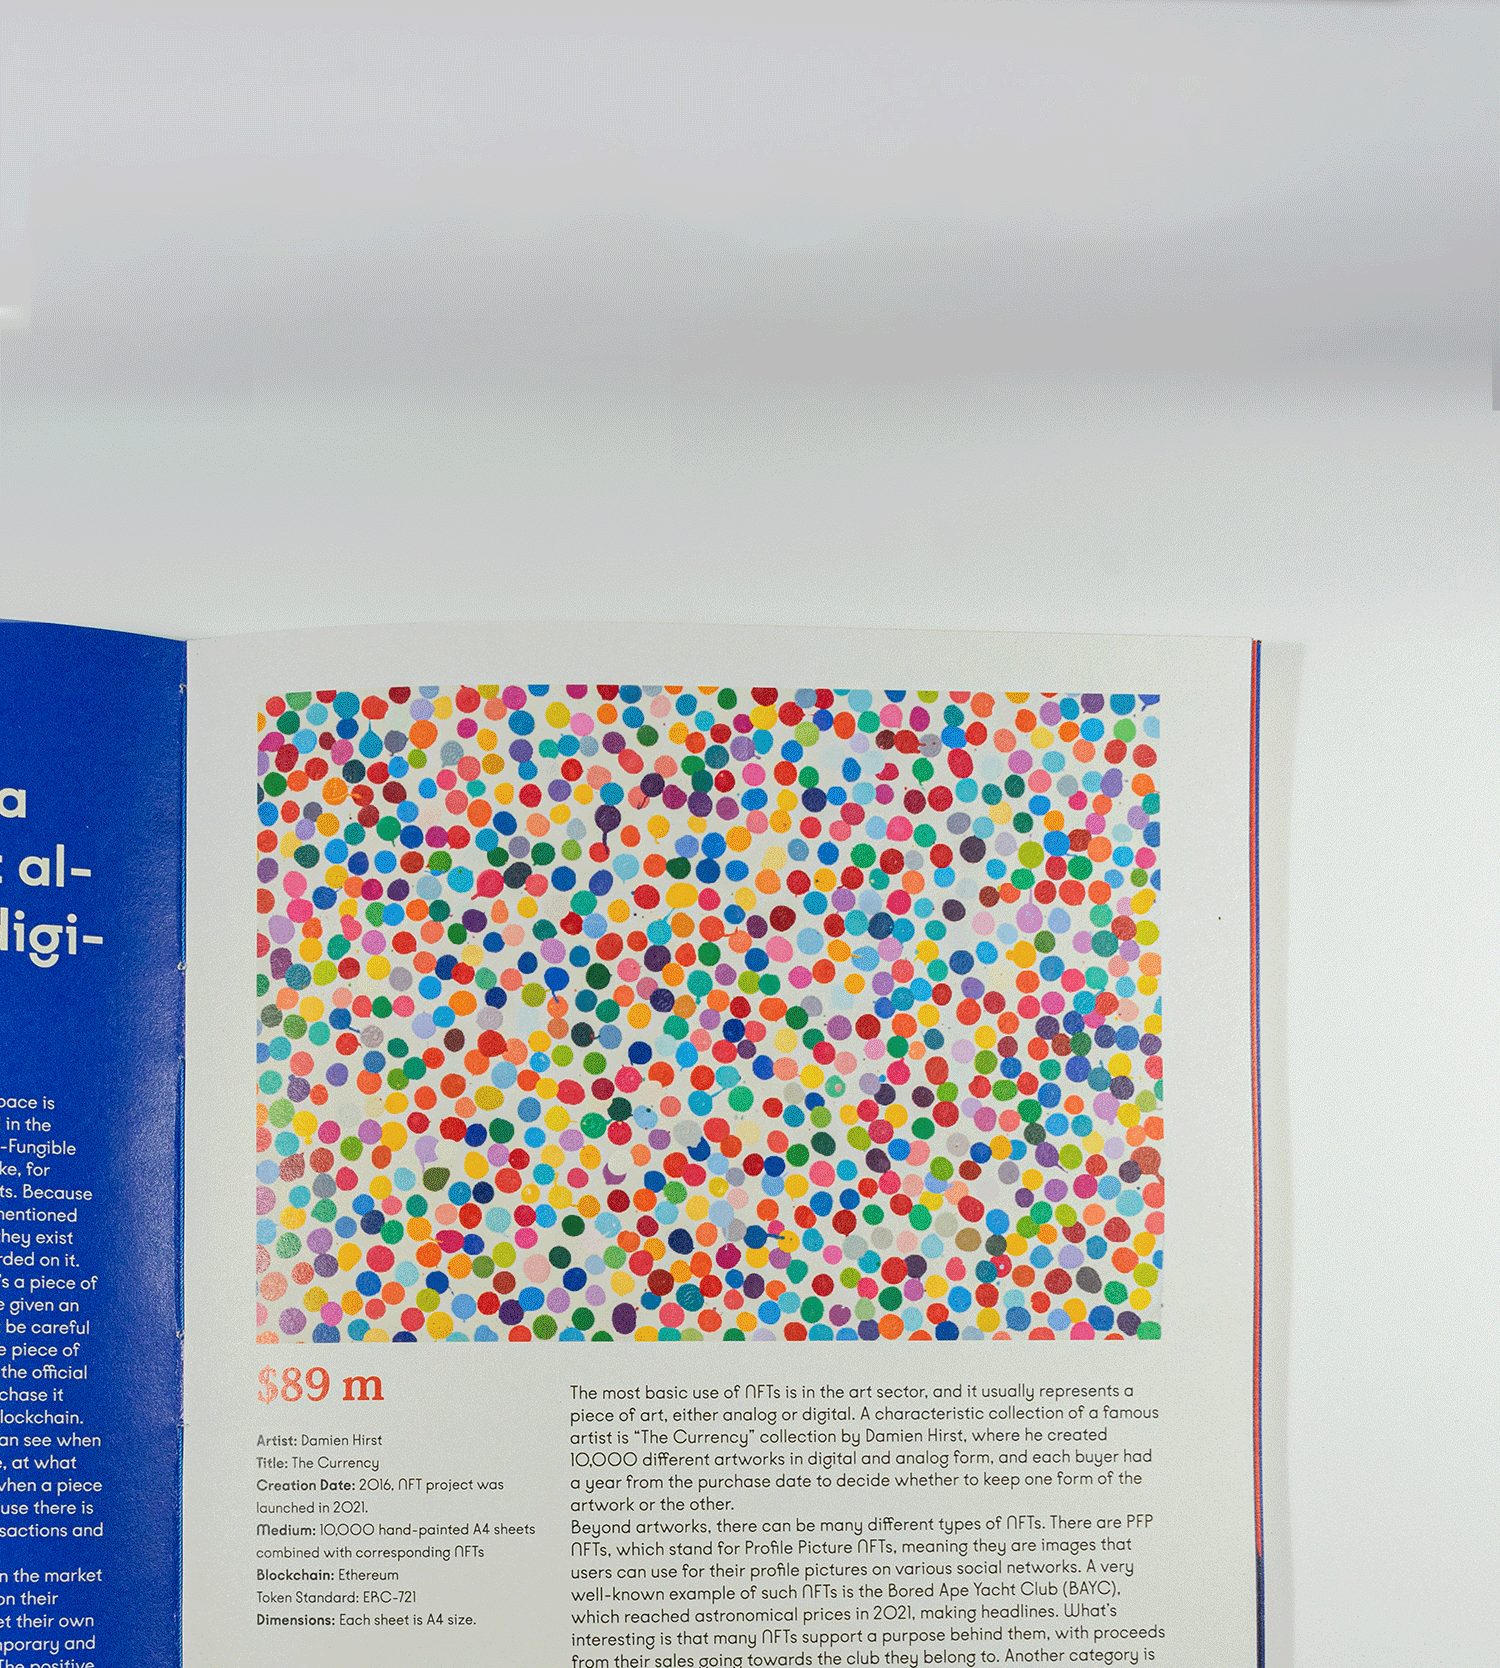 a
t al-
digi-
pace is
in the
-Fungible
ke, for
ts. Because
mentioned
they exist
rded on it.
's a piece of
e given an
be careful
e piece of
the official
chase it
lockchain.
an see when
e, at what
when a piece
use there is
sactions and
n the market
on their
et their own
mporary and
The positive
$89 m
Artist: Damien Hirst
Title: The Currency
Creation Date: 2016, NFT project was
launched in 2021.
Medium: 10,000 hand-painted A4 sheets
combined with corresponding NFTs
Blockchain: Ethereum
Token Standard: ERC-721
Dimensions: Each sheet is A4 size.
The most basic use of NFTs is in the art sector, and it usually represents a
piece of art, either analog or digital. A characteristic collection of a famous
artist is “The Currency” collection by Damien Hirst, where he created
10,000 different artworks in digital and analog form, and each buyer had
a year from the purchase date to decide whether to keep one form of the
artwork or the other.
Beyond artworks, there can be many different types of NFTs. There are PFP
NFTs, which stand for Profile Picture NFTs, meaning they are images that
users can use for their profile pictures on various social networks. A very
well-known example of such NFTs is the Bored Ape Yacht Club (BAYC),
which reached astronomical prices in 2021, making headlines. What's
interesting is that many NFTs support a purpose behind them, with proceeds
from their sales going towards the club they belong to. Another category is